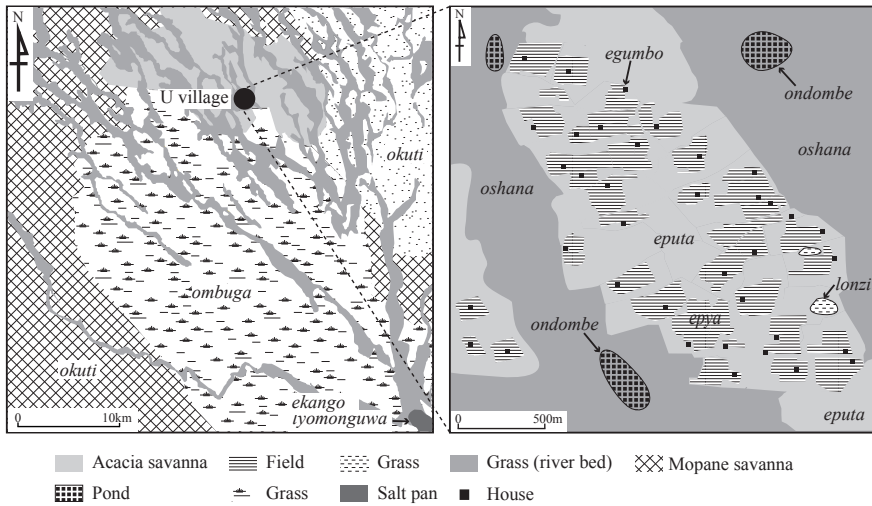 N
U village
okuti
ombuga
okuti
ekango
tyomonguwa
0 10km
N
egumbo
ondombe
oshana
oshana
eputa
lonzi
epya
ondombe
eputa
0 500m
Acacia savanna Field Grass Grass (river bed) Mopane savanna
Pond Grass Salt pan House